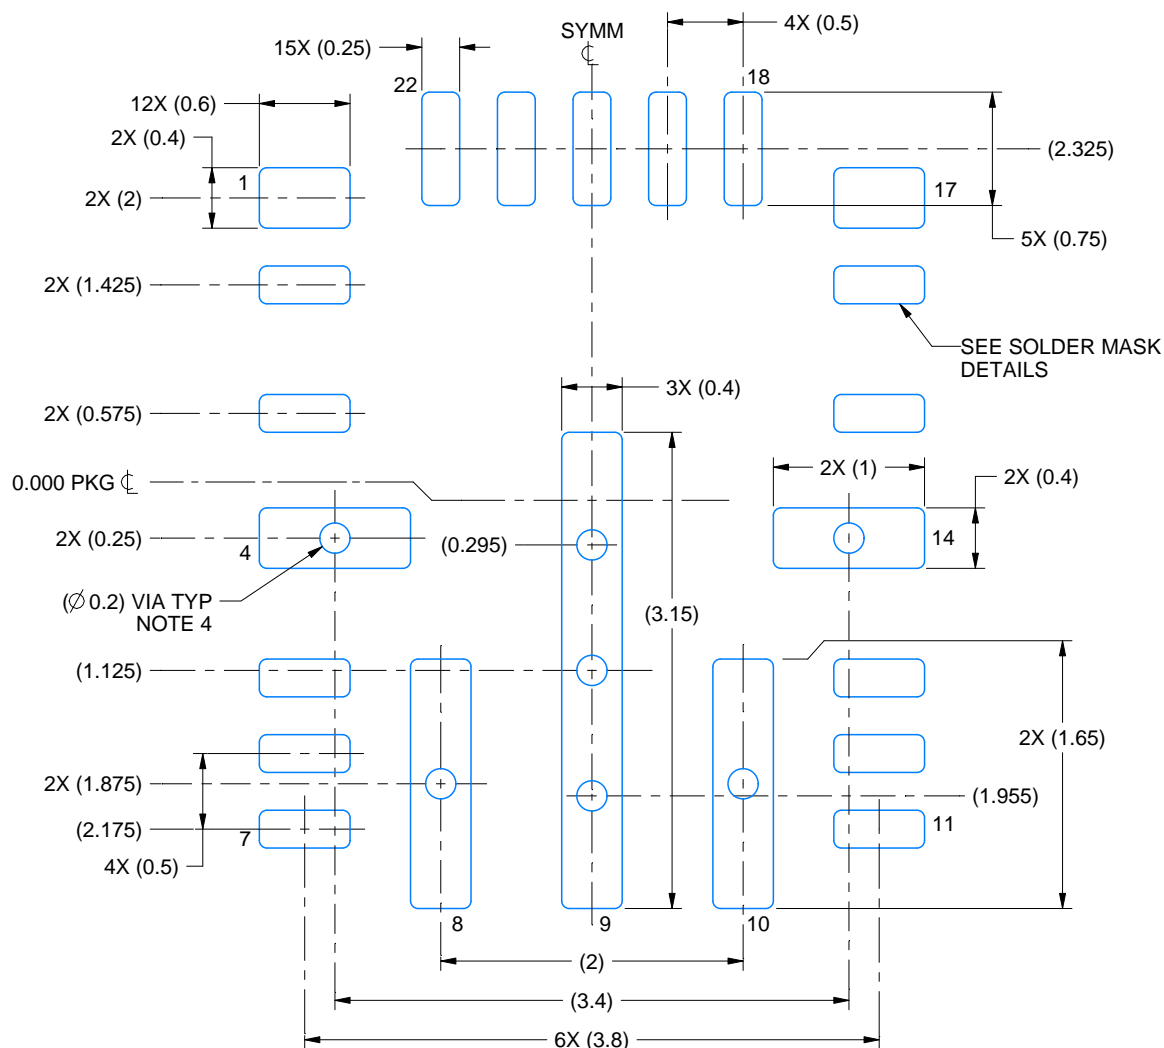 SYMM
4X (0.5)
15X (0.25)
22
18
12X (0.6)
2X (0.4)
(2.325)
1
17
2X (2)
5X (0.75)
2X (1.425)
SEE SOLDER MASK
DETAILS
3X (0.4)
2X (0.575)
2X (1)
2X (0.4)
0.000 PKG ℄
2X (0.25)
4
(0.295)
14
(∅ 0.2) VIA TYP
NOTE 4
(3.15)
(1.125)
2X (1.65)
2X (1.875)
(1.955)
(2.175)
7
11
4X (0.5)
8
9
10
(2)
(3.4)
6X (3.8)